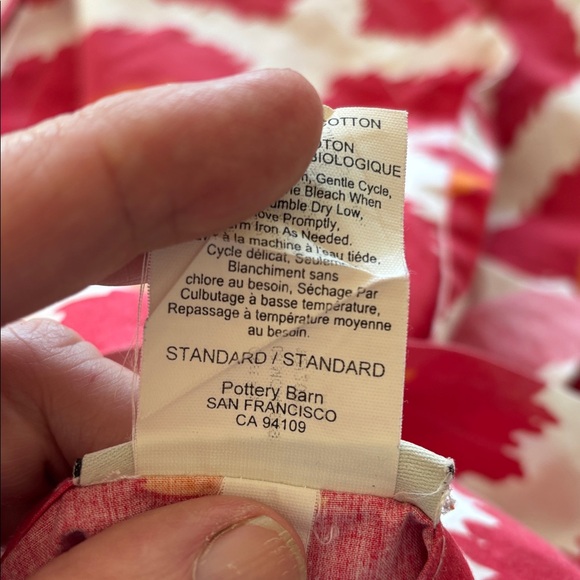 COTTON
BIOLOGIQUE
Gentle Cycle,
Bleach When
Tumble Dry Low,
Promptly.
Iron As Needed.
à la machine à l'eau tiède.
Cycle délicat,
Blanchiment sans
chlore au besoin, Séchage Par
Culbutage à basse température,
Repassage à température moyenne
au besoin.
STANDARD / STANDARD
Pottery Barn
SAN FRANCISCO
CA 94109